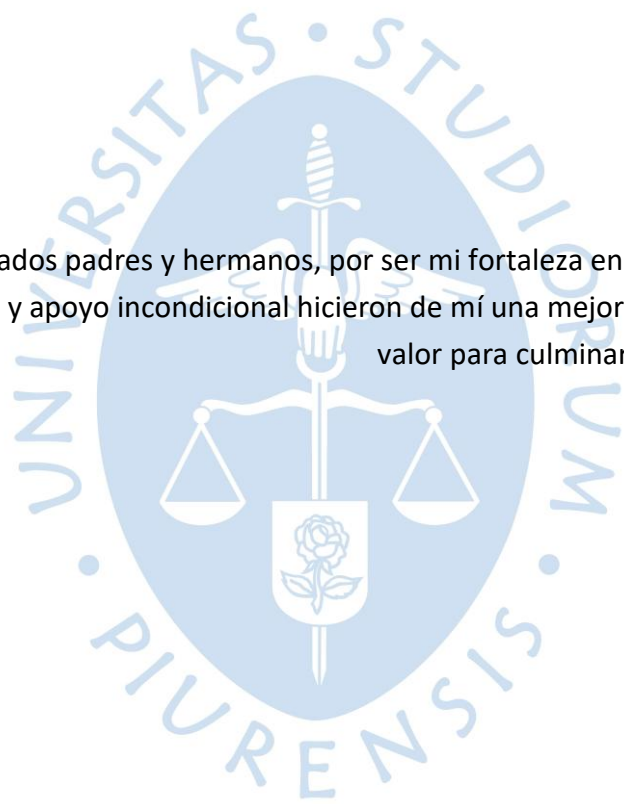 UNIVERSITAS • STUDIORUM • PIURENSIS •
ados padres y hermanos, por ser mi fortaleza en
y apoyo incondicional hicieron de mí una mejor
valor para culminar